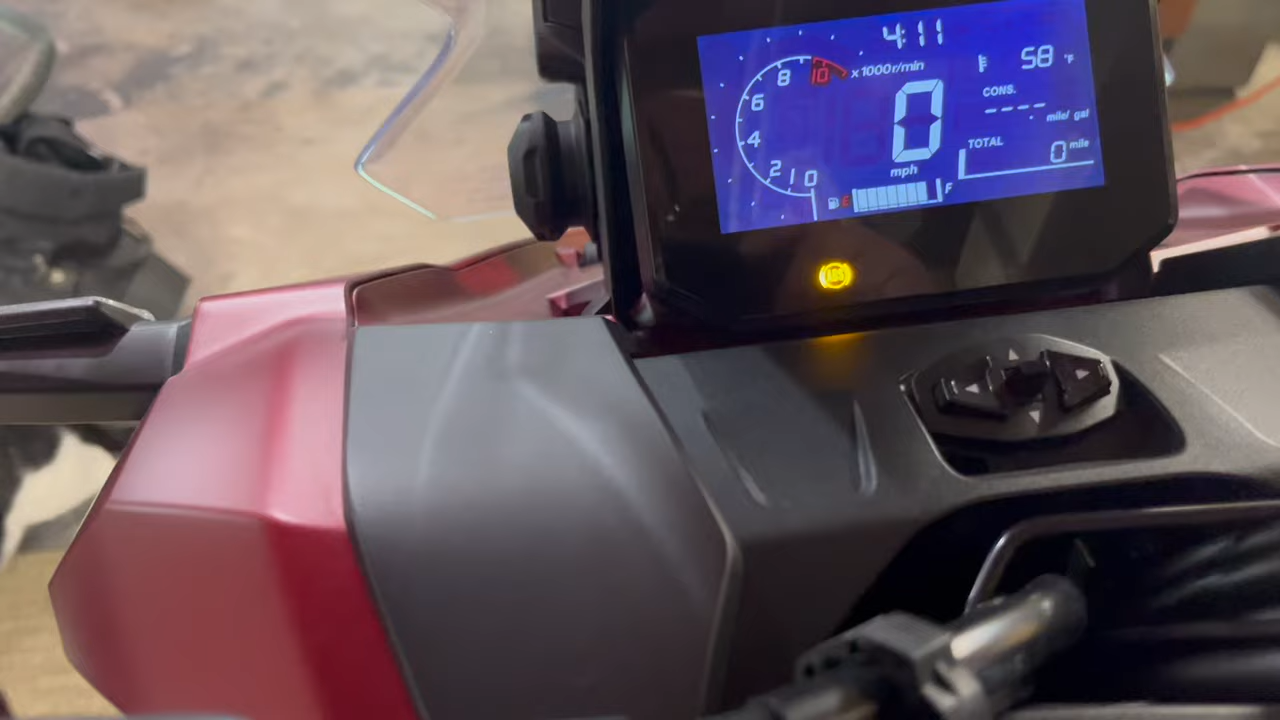 4:11
8 10 x1000r/min
58 °F
6
CONS.
0
----.- mile/ gal
4
TOTAL
0 mile
2 1 0
mph
E F
ABS